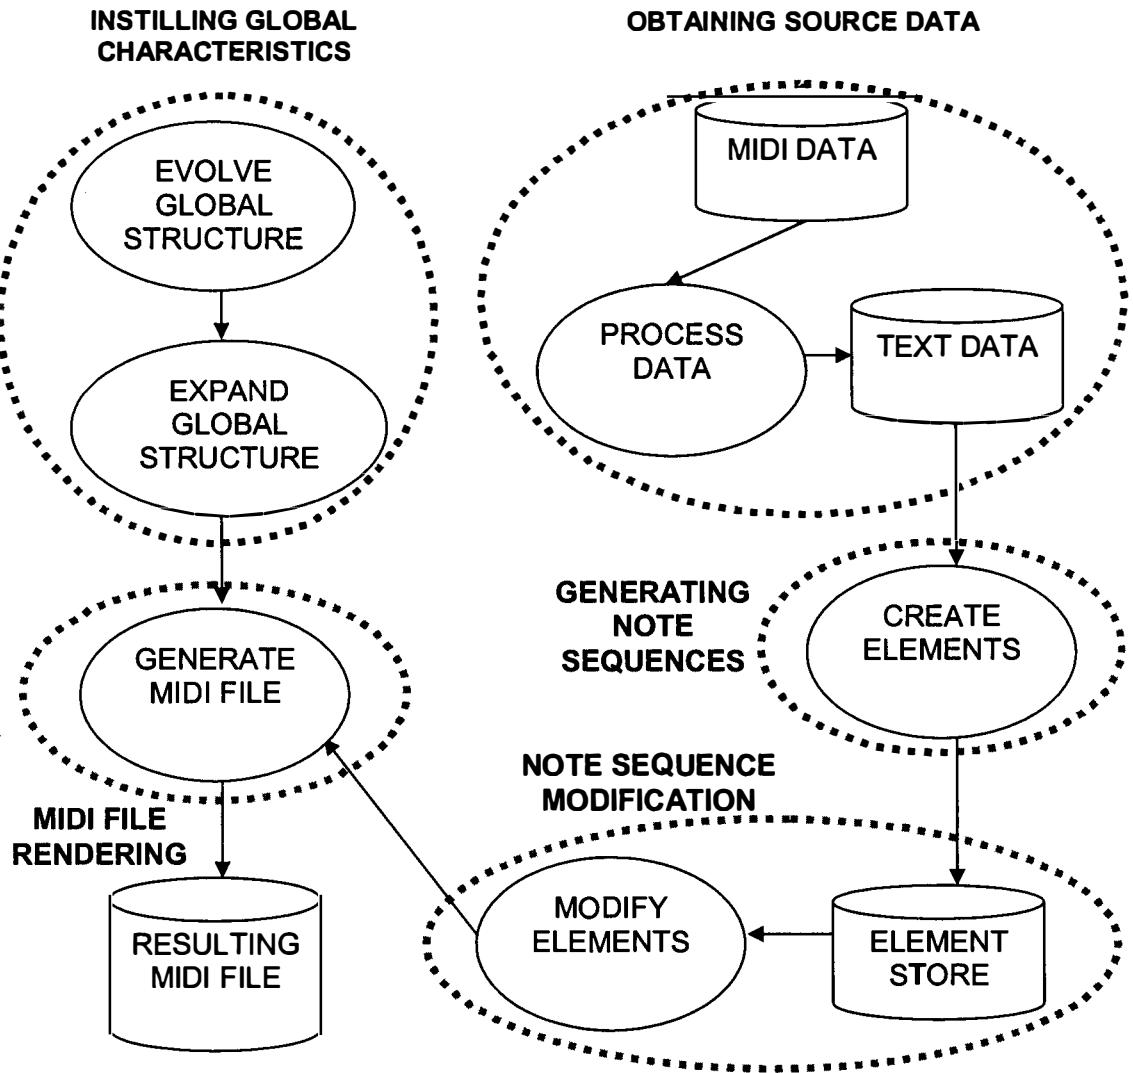 INSTILLING GLOBAL
CHARACTERISTICS
OBTAINING SOURCE DATA
MIDI DATA
EVOLVE
GLOBAL
STRUCTURE
PROCESS
DATA
TEXT DATA
EXPAND
GLOBAL
STRUCTURE
GENERATING
NOTE
SEQUENCES
CREATE
ELEMENTS
GENERATE
MIDI FILE
NOTE SEQUENCE
MODIFICATION
MIDI FILE
RENDERING
MODIFY
ELEMENTS
ELEMENT
STORE
RESULTING
MIDI FILE